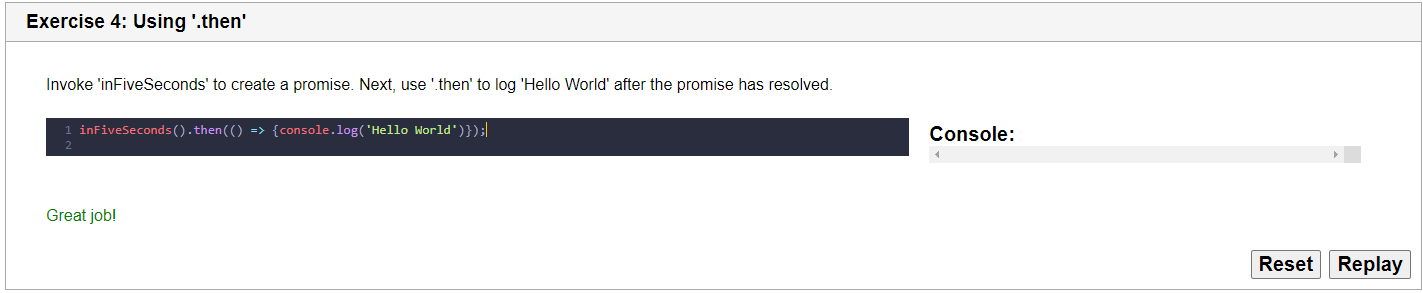 Exercise 4: Using '.then'
Invoke 'inFiveSeconds' to create a promise. Next, use '.then' to log 'Hello World' after the promise has resolved.
1 inFiveSeconds().then(() => {console.log('Hello World')});
2
Console:
Great job!
Reset Replay